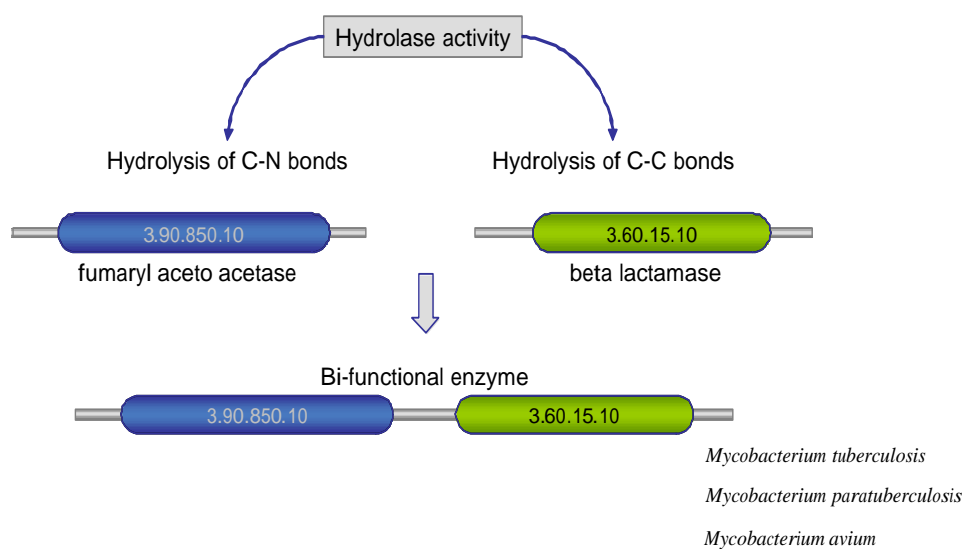 Hydrolase activity
Hydrolysis of C-N bonds
Hydrolysis of C-C bonds
3.90.850.10
3.60.15.10
fumaryl aceto acetase
beta lactamase
Bi-functional enzyme
3.90.850.10
3.60.15.10
Mycobacterium tuberculosis
Mycobacterium paratuberculosis
Mycobacterium avium